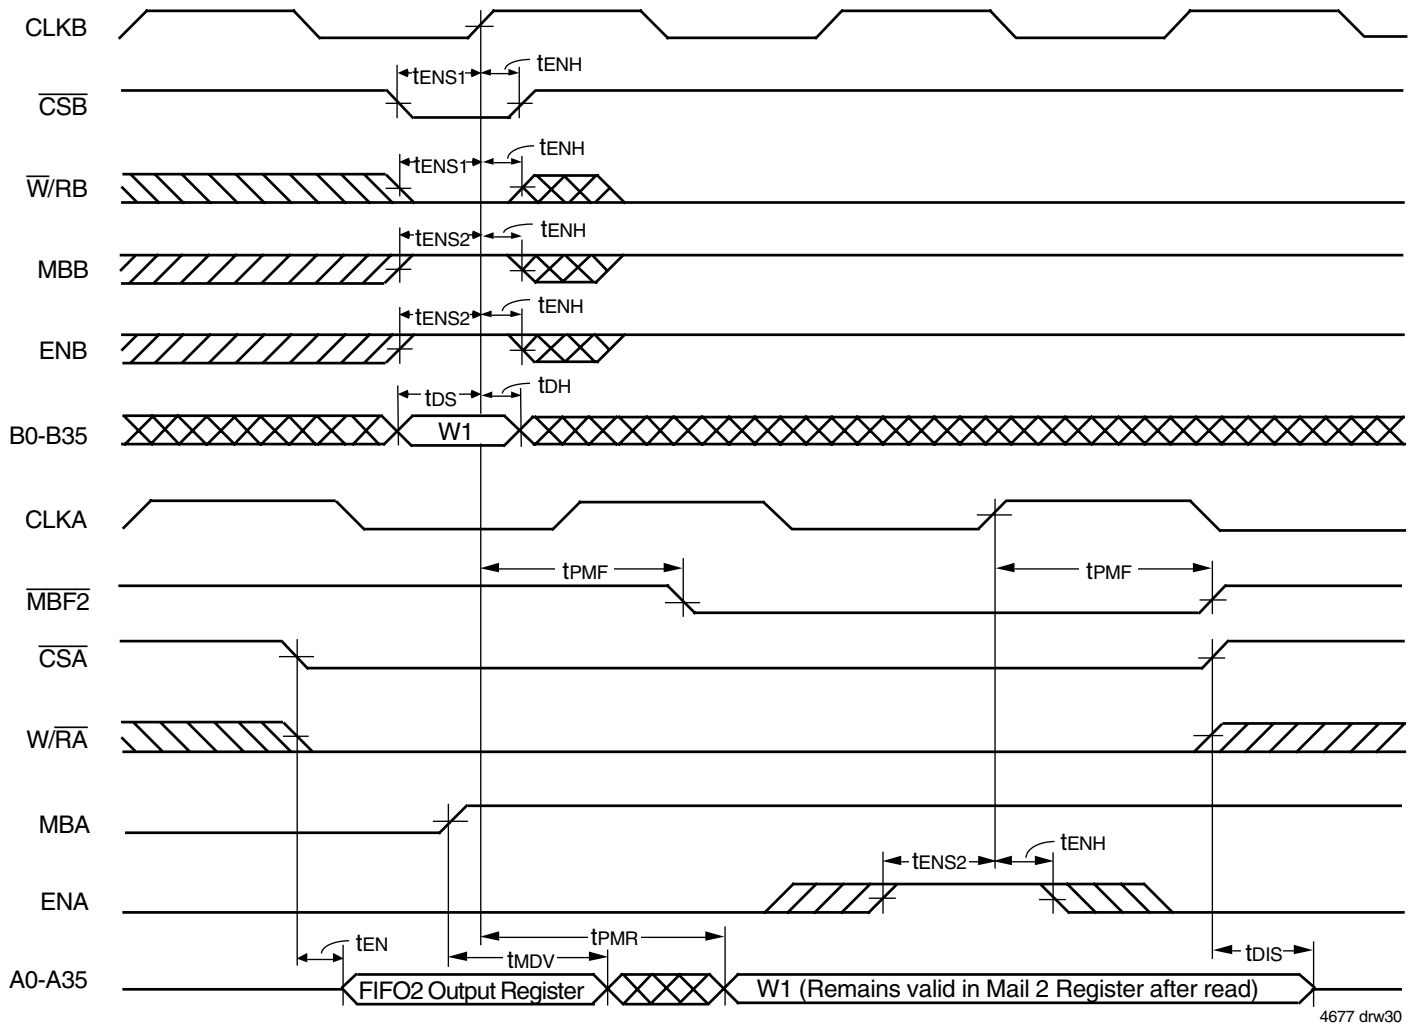 CLKB
tENS1 tENH
CSB
tENS1 tENH
W/RB
tENS2 tENH
MBB
tENS2 tENH
ENB
tDS tDH
B0-B35 W1
CLKA
tPMF tPMF
MBF2
CSA
W/RA
MBA
tENS2 tENH
ENA
tEN tPMR
tMDV tDIS
A0-A35 FIFO2 Output Register W1 (Remains valid in Mail 2 Register after read)
4677 drw30